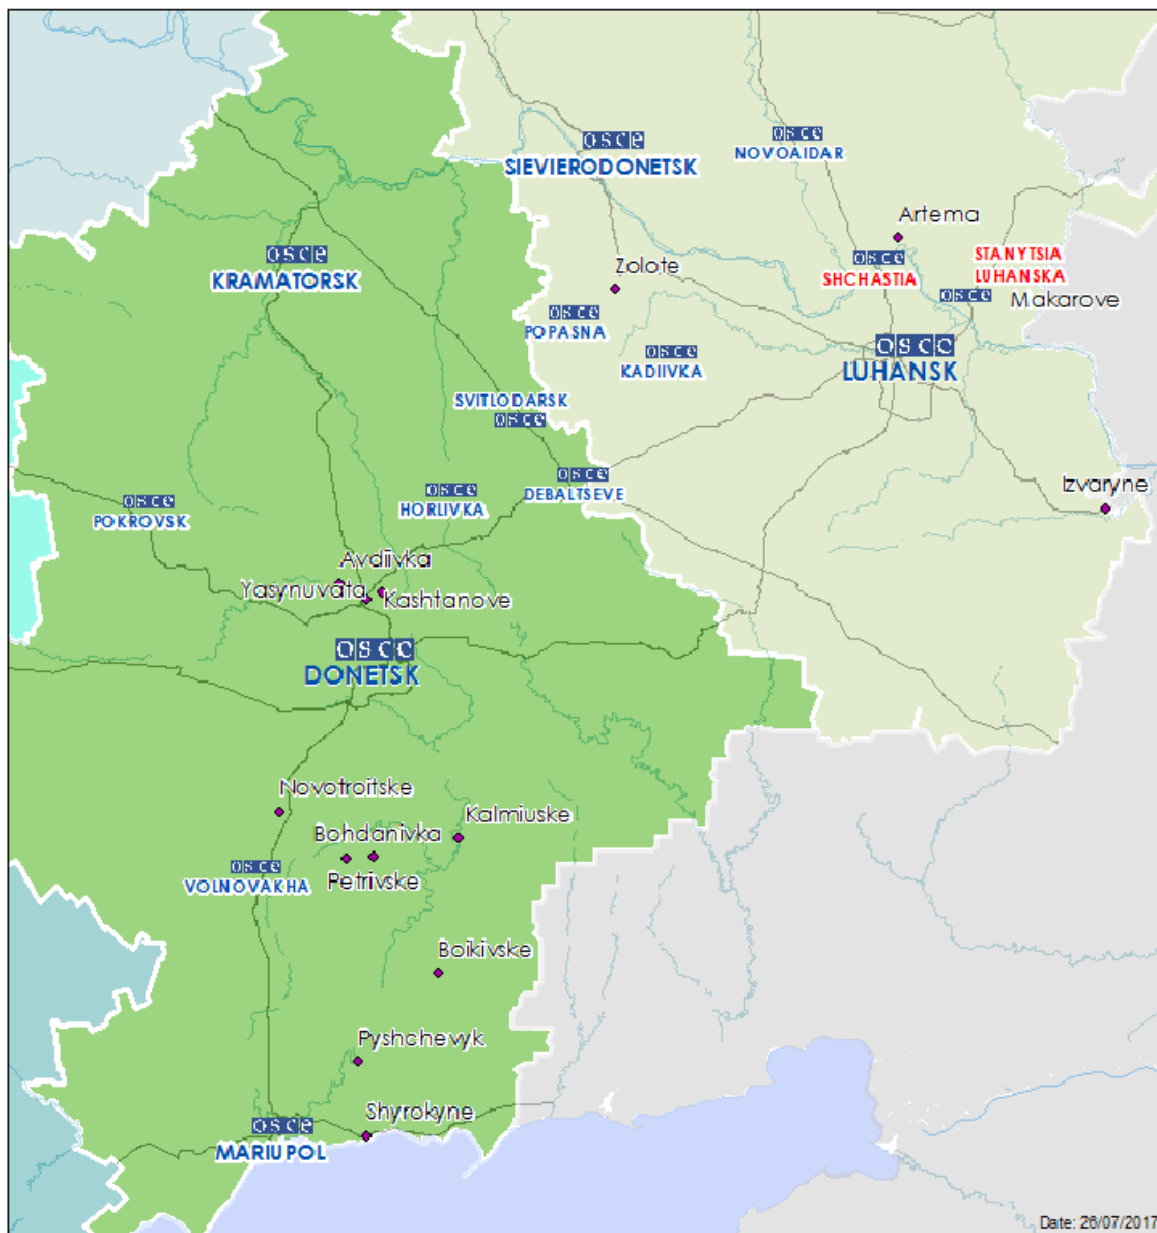 osce
SIEVIERODONETSK
osce
NOVOAIDAR
Artema
osce
KRAMATORSK
Zolote
osce
SHCHASTIA
STANYTSIA
LUHANSKA
osce
Makarove
osce
POPASNA
osce
KADIIVKA
osce
LUHANSK
SVITLODARSK
osce
osce
DEBALTSEVE
osce
HORLIVKA
osce
POKROVSK
Izvaryne
Avdiivka
Yasynuvata
Kashtanove
osce
DONETSK
Novotroitske
Kalmiuske
Bohdanivka
Petrivske
osce
VOLNOVAKHA
Boikivske
Pyshchevyk
Shyrokyne
osce
MARIUPOL
Date: 26/07/2017